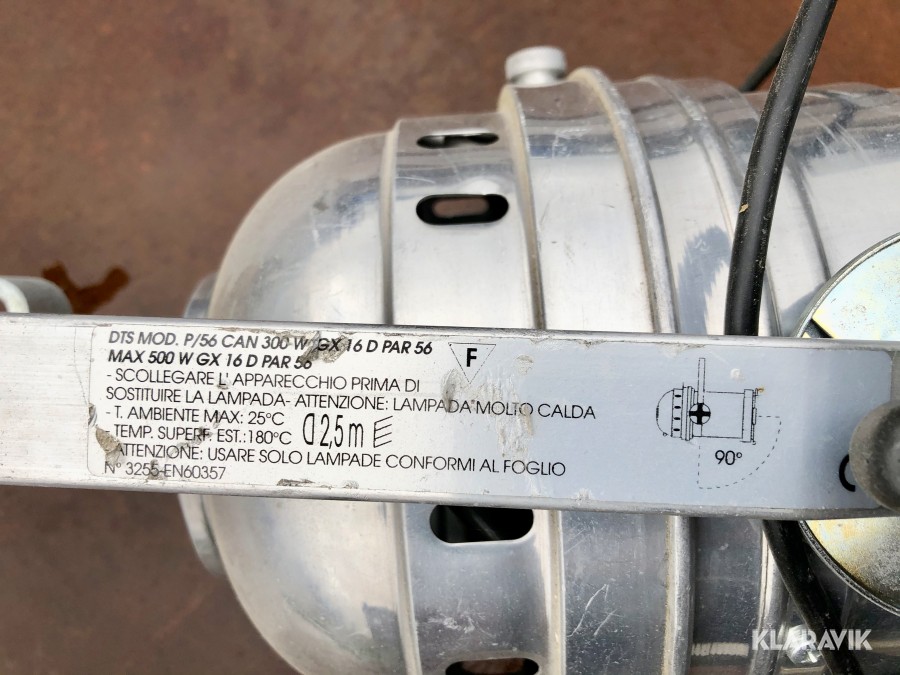 DTS MOD. P/56 CAN 300 W GX 16 D PAR 56
MAX 500 W GX 16 D PAR 56
F
- SCOLLEGARE L'APPARECCHIO PRIMA DI
SOSTITUIRE LA LAMPADA- ATTENZIONE: LAMPADA MOLTO CALDA
- T. AMBIENTE MAX: 25°C
- TEMP. SUPERF. EST.:180°C 2,5m
ATTENZIONE: USARE SOLO LAMPADE CONFORMI AL FOGLIO
N° 3255-EN60357
90°
KLARAVIK